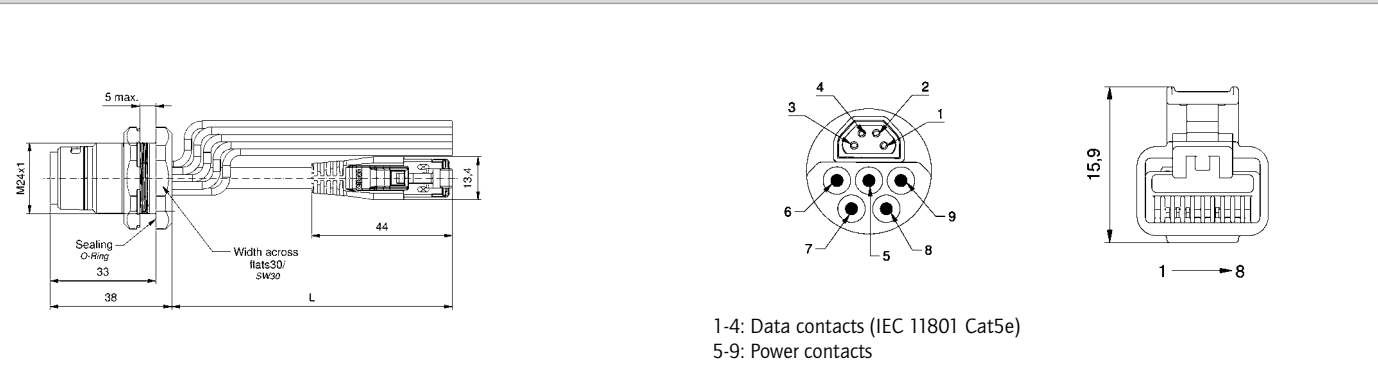 5 max.
M24x1
Sealing
O-Ring
33
38
Width across
flats30/
SW30
L
44
13,4
4
2
3
1
6
9
7
8
5
15,9
1 8
1-4: Data contacts (IEC 11801 Cat5e)
5-9: Power contacts